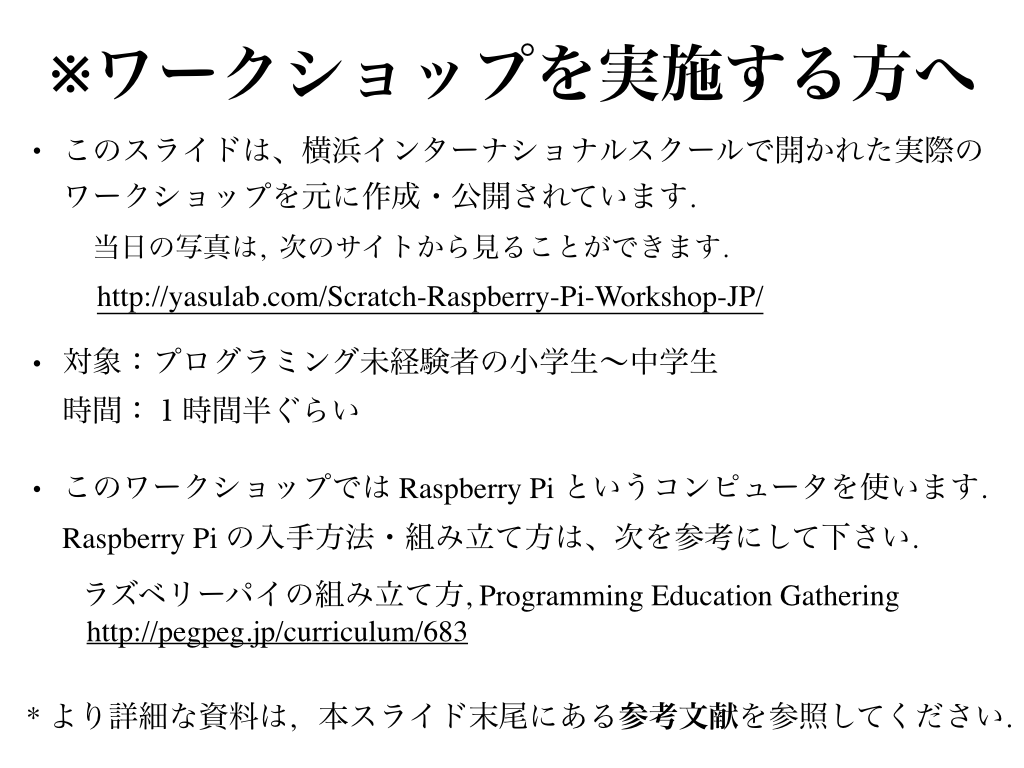 ※ワークショップを実施する方へ
・ このスライドは、横浜インターナショナルスクールで開かれた実際の
ワークショップを元に作成・公開されています.
当日の写真は, 次のサイトから見ることができます.
http://yasulab.com/Scratch-Raspberry-Pi-Workshop-JP/
・ 対象：プログラミング未経験者の小学生〜中学生
時間：１時間半ぐらい
・ このワークショップでは Raspberry Pi というコンピュータを使います.
Raspberry Pi の入手方法・組み立て方は、次を参考にして下さい.
ラズベリーパイの組み立て方, Programming Education Gathering
http://pegpeg.jp/curriculum/683
* より詳細な資料は, 本スライド末尾にある参考文献を参照してください.